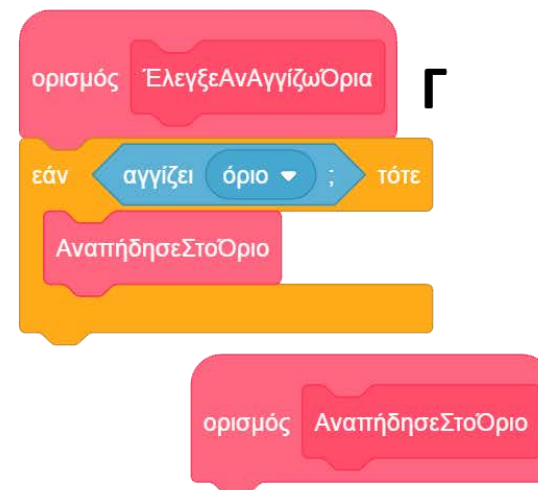 ορισμός ΈλεγξεΑνΑγγίζωΌρια
Γ
εάν αγγίζει όριο ; τότε
ΑναπήδησεΣτοΌριο
ορισμός ΑναπήδησεΣτοΌριο